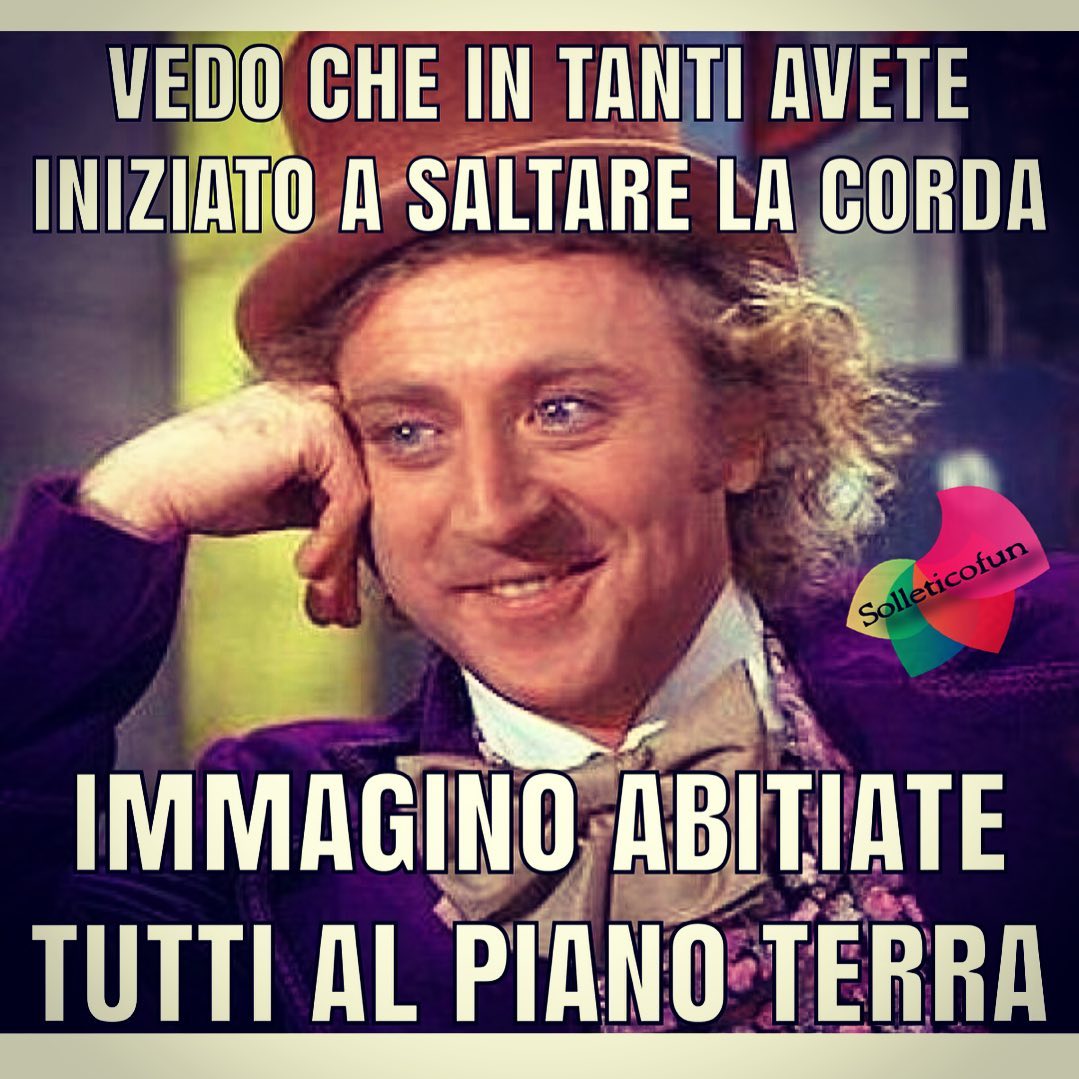 VEDO CHE IN TANTI AVETE
INIZIATO A SALTARE LA CORDA
Solleticofun
IMMAGINO ABITIATE
TUTTI AL PIANO TERRA